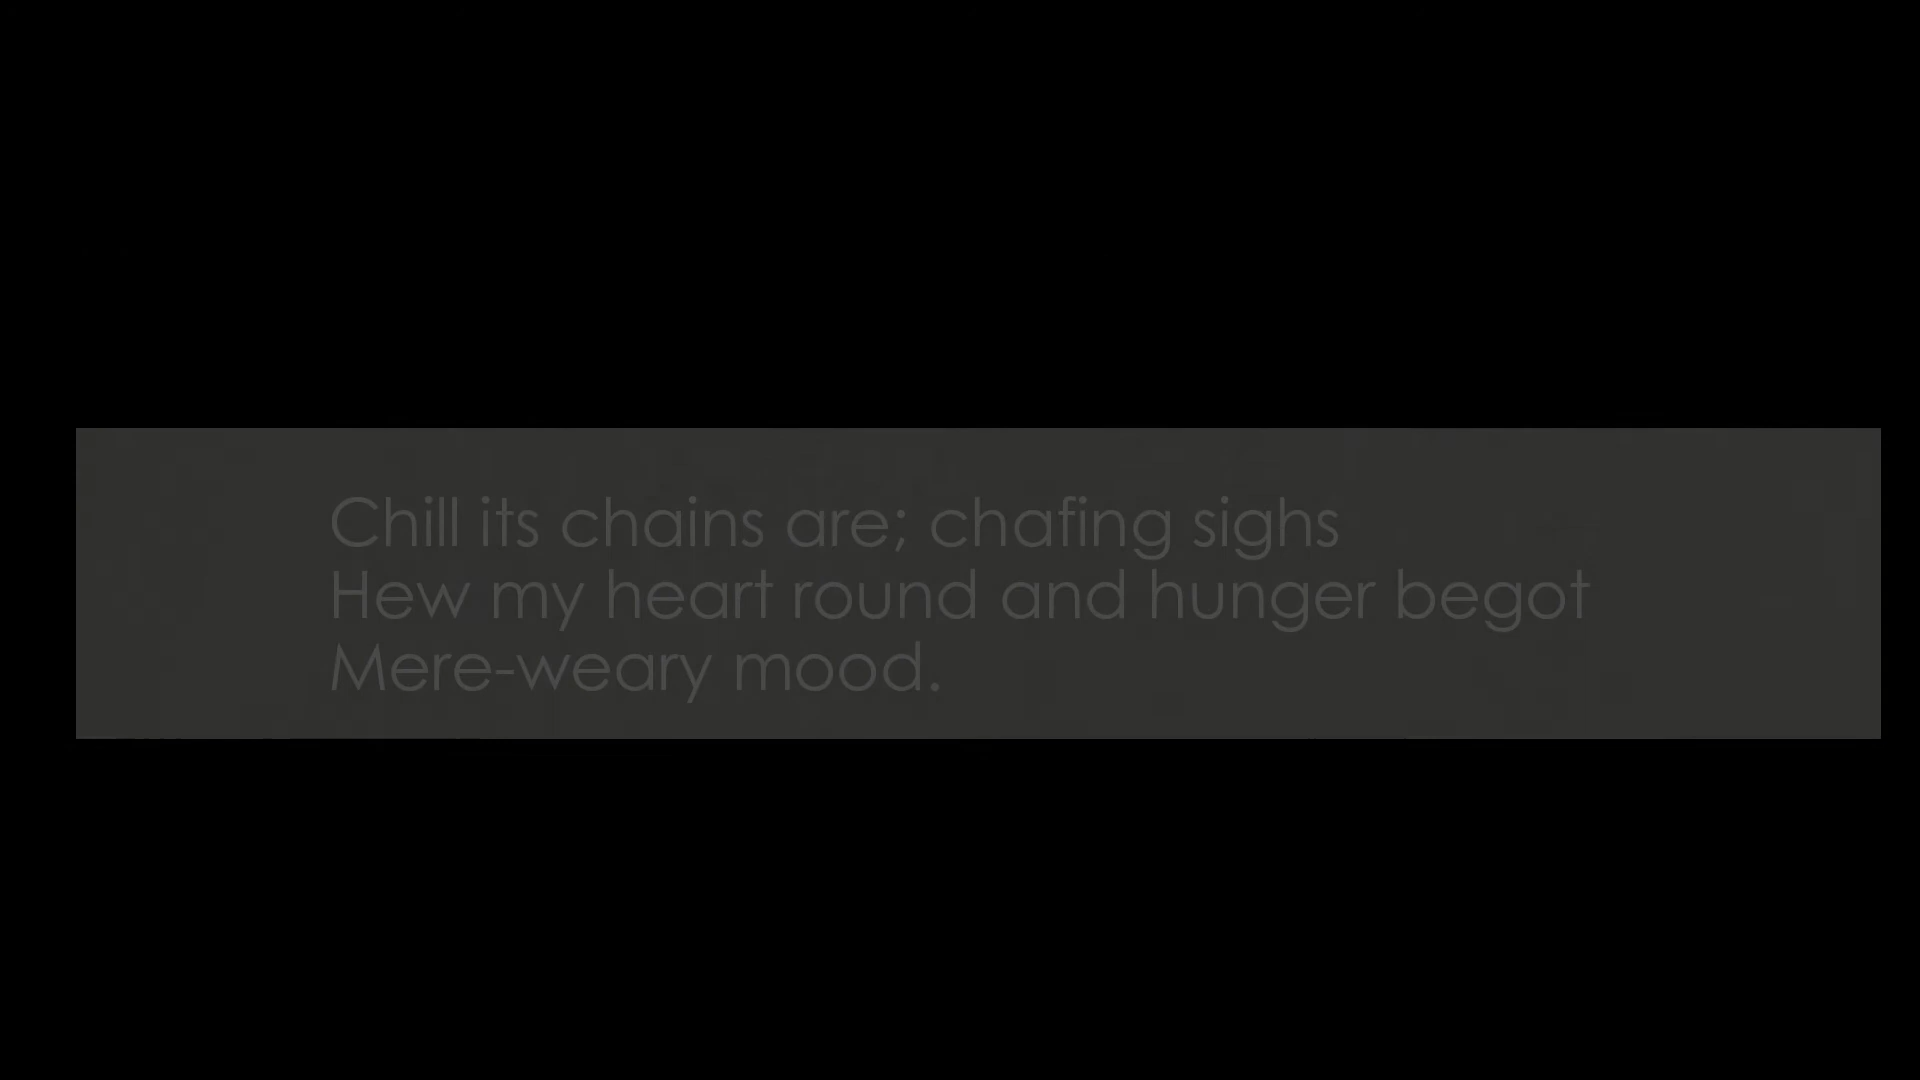 Chill its chains are; chafing sighs
Hew my heart round and hunger begot
Mere-weary mood.